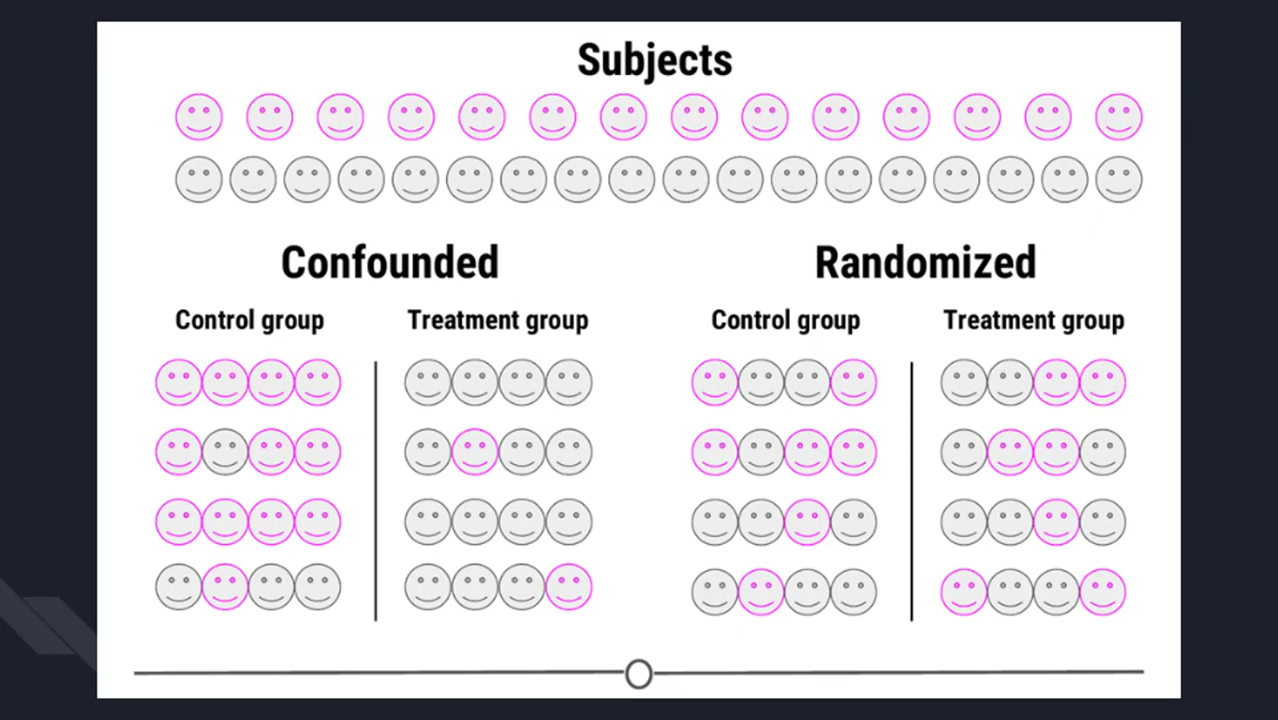 Subjects
Confounded
Randomized
Control group
Treatment group
Control group
Treatment group